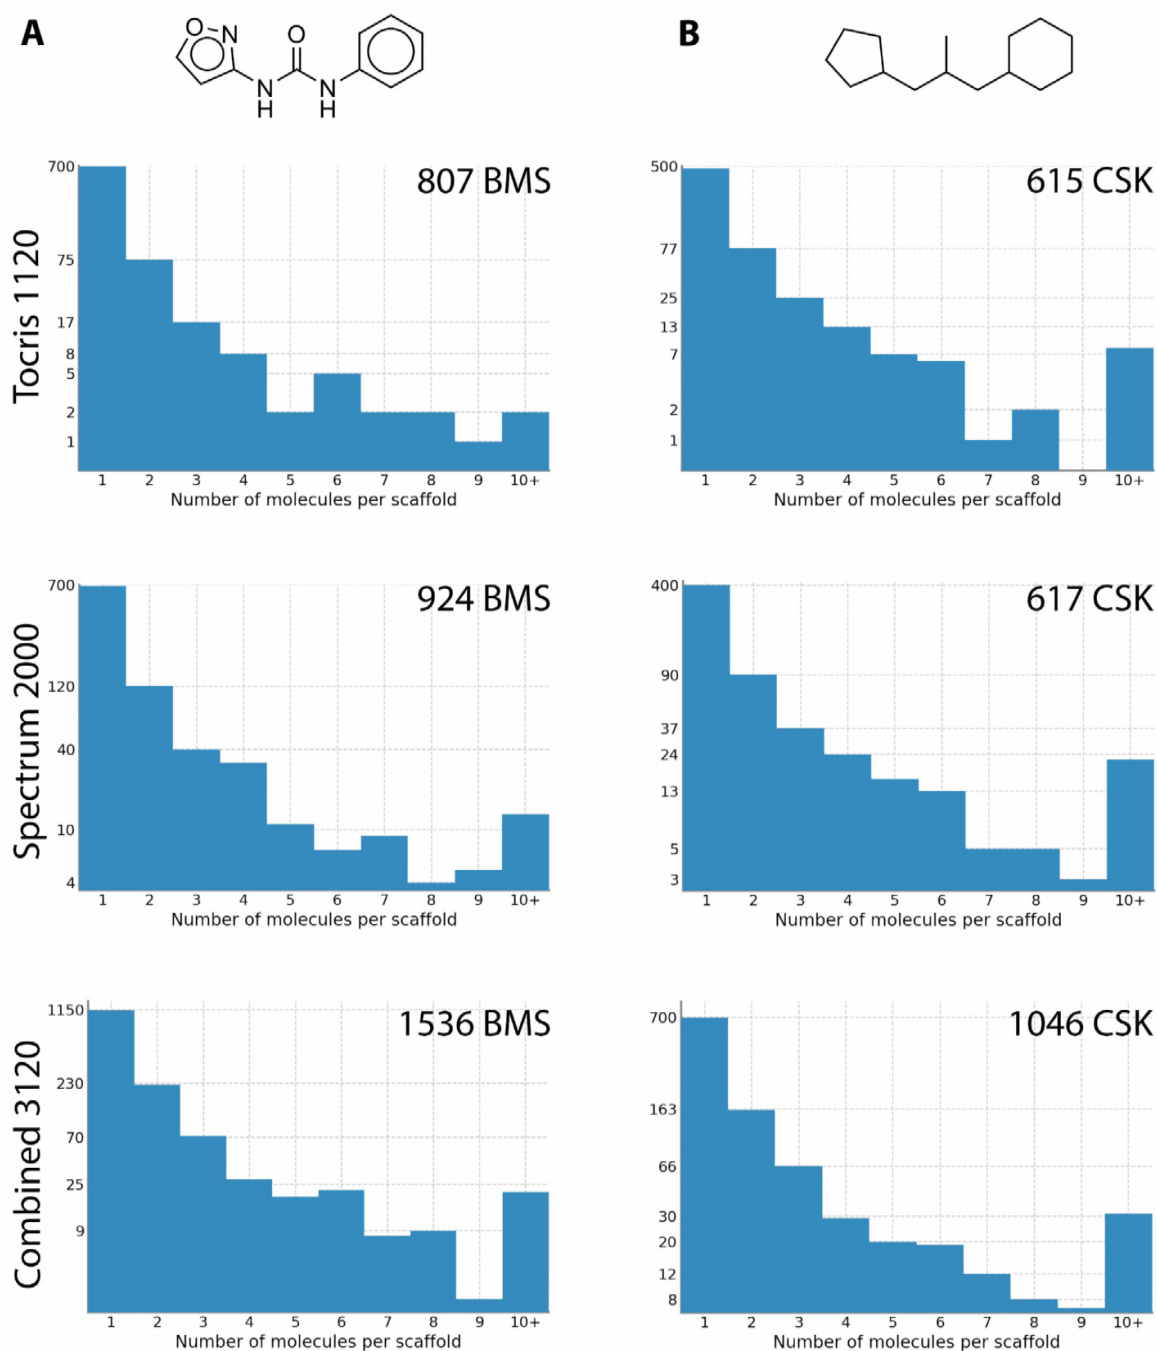 A
O
N
O
N
H
N
H
B
Tocris 1120
807 BMS
700
75
17
8
5
2
1
1 2 3 4 5 6 7 8 9 10+
Number of molecules per scaffold
615 CSK
500
77
25
13
7
2
1
1 2 3 4 5 6 7 8 9 10+
Number of molecules per scaffold
Spectrum 2000
924 BMS
700
120
40
10
4
1 2 3 4 5 6 7 8 9 10+
Number of molecules per scaffold
617 CSK
400
90
37
24
13
5
3
1 2 3 4 5 6 7 8 9 10+
Number of molecules per scaffold
Combined 3120
1536 BMS
1150
230
70
25
9
1 2 3 4 5 6 7 8 9 10+
Number of molecules per scaffold
1046 CSK
700
163
66
30
20
12
8
1 2 3 4 5 6 7 8 9 10+
Number of molecules per scaffold